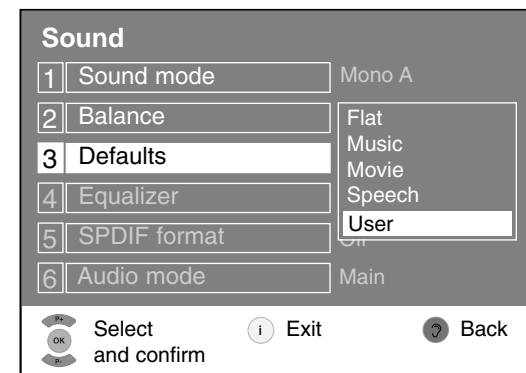 Sound
1 Sound mode Mono A
2 Balance
3 Defaults
4 Equalizer
5 SPDIF format
6 Audio mode Main
Flat
Music
Movie
Speech
User
P+
OK
P-
Select
and confirm
i Exit
Back